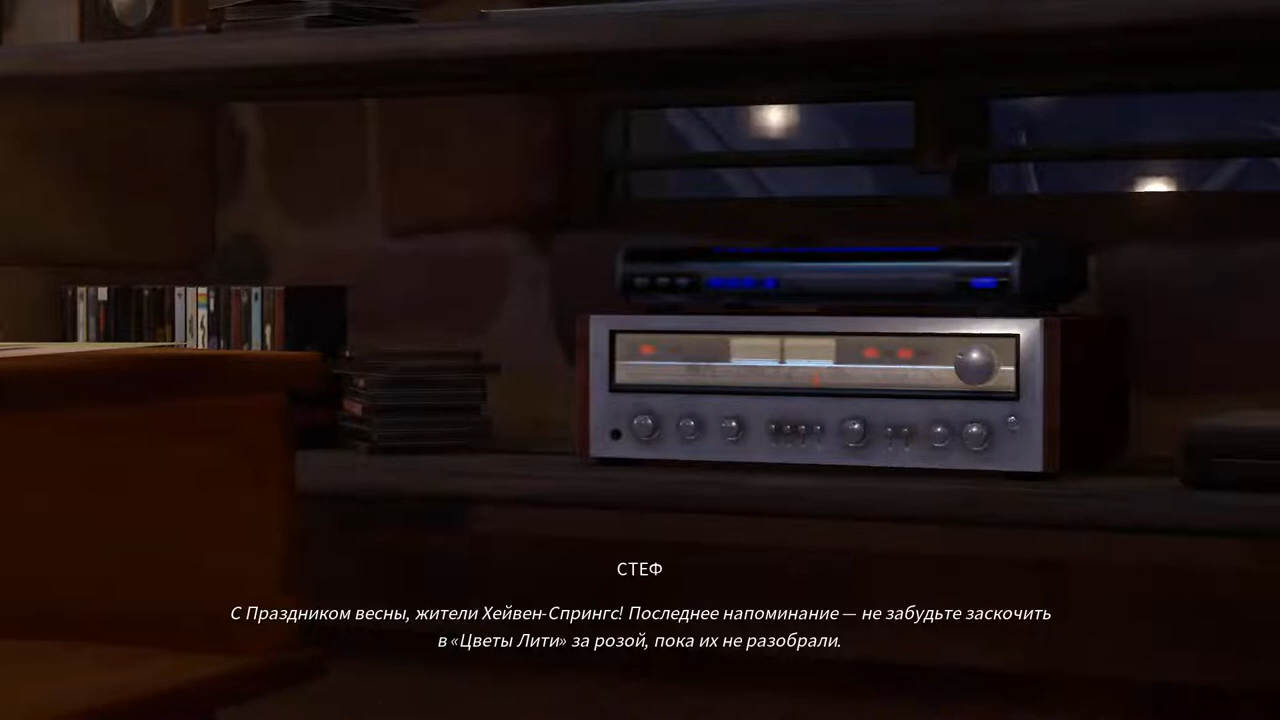 СТЕФ
С Праздником весны, жители Хейвен-Спрингс! Последнее напоминание — не забудьте заскочить
в «Цветы Лити» за розой, пока их не разобрали.